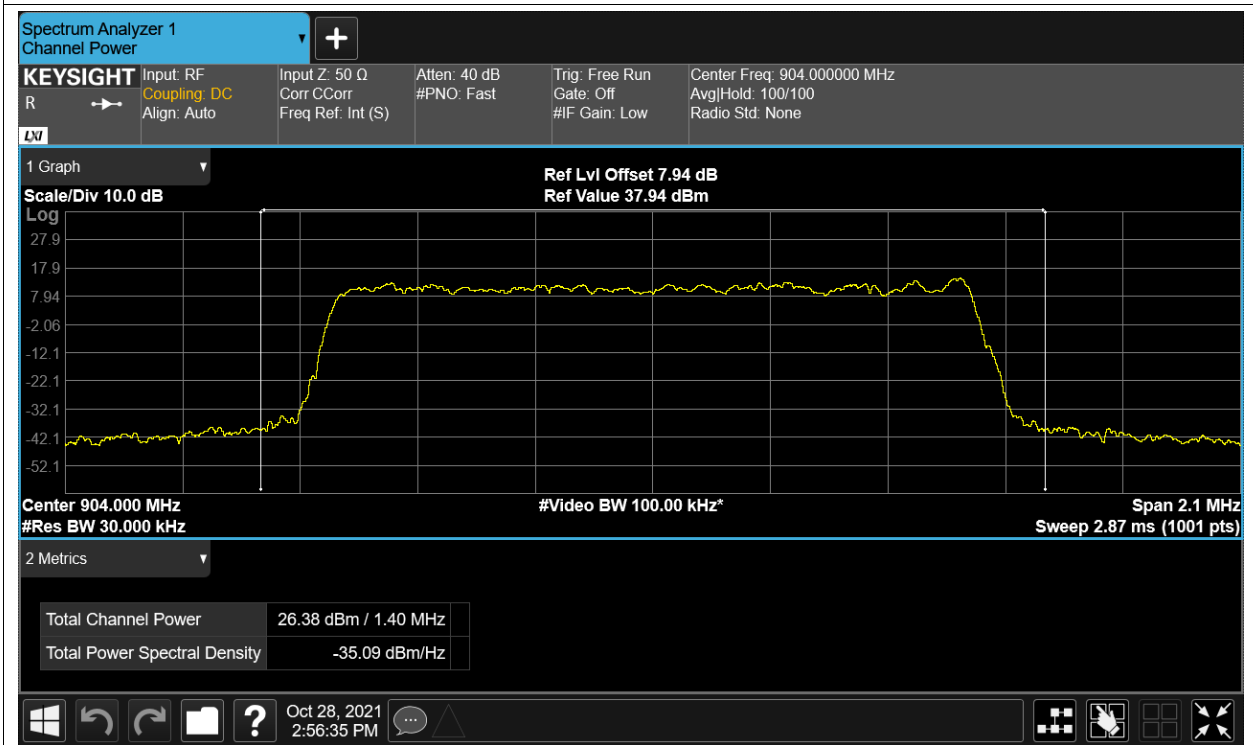 Spectrum Analyzer 1
Channel Power
KEYSIGHT
R
LXI
Input: RF
Coupling: DC
Align: Auto
Input Z: 50 Ω
Corr CCorr
Freq Ref: Int (S)
Atten: 40 dB
#PNO: Fast
Trig: Free Run
Gate: Off
#IF Gain: Low
Center Freq: 904.000000 MHz
Avg|Hold: 100/100
Radio Std: None
1 Graph
Scale/Div 10.0 dB
Ref Lvl Offset 7.94 dB
Ref Value 37.94 dBm
Log
27.9
17.9
7.94
-2.06
-12.1
-22.1
-32.1
-42.1
-52.1
Center 904.000 MHz
#Res BW 30.000 kHz
#Video BW 100.00 kHz*
Span 2.1 MHz
Sweep 2.87 ms (1001 pts)
2 Metrics
Total Channel Power 26.38 dBm / 1.40 MHz
Total Power Spectral Density -35.09 dBm/Hz
?
Oct 28, 2021
2:56:35 PM